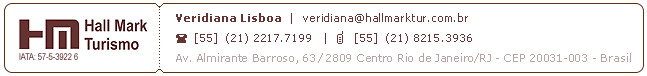 Hall Mark
Turismo
IATA: 57-5-3922 6
Veridiana Lisboa | veridiana@hallmarktur.com.br
[55] (21) 2217.7199 | [55] (21) 8215.3936
Av. Almirante Barroso, 63/2809 Centro Rio de Janeiro/RJ - CEP 20031-003 - Brasil